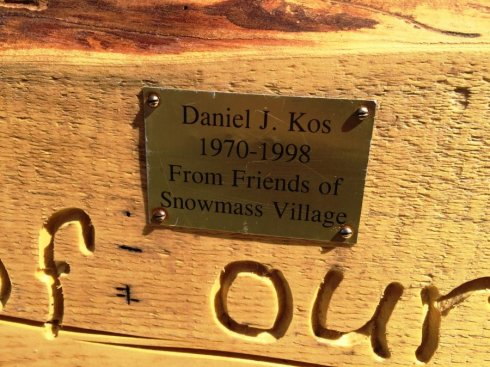 Daniel J. Kos
1970-1998
From Friends of
Snowmass Village
of our